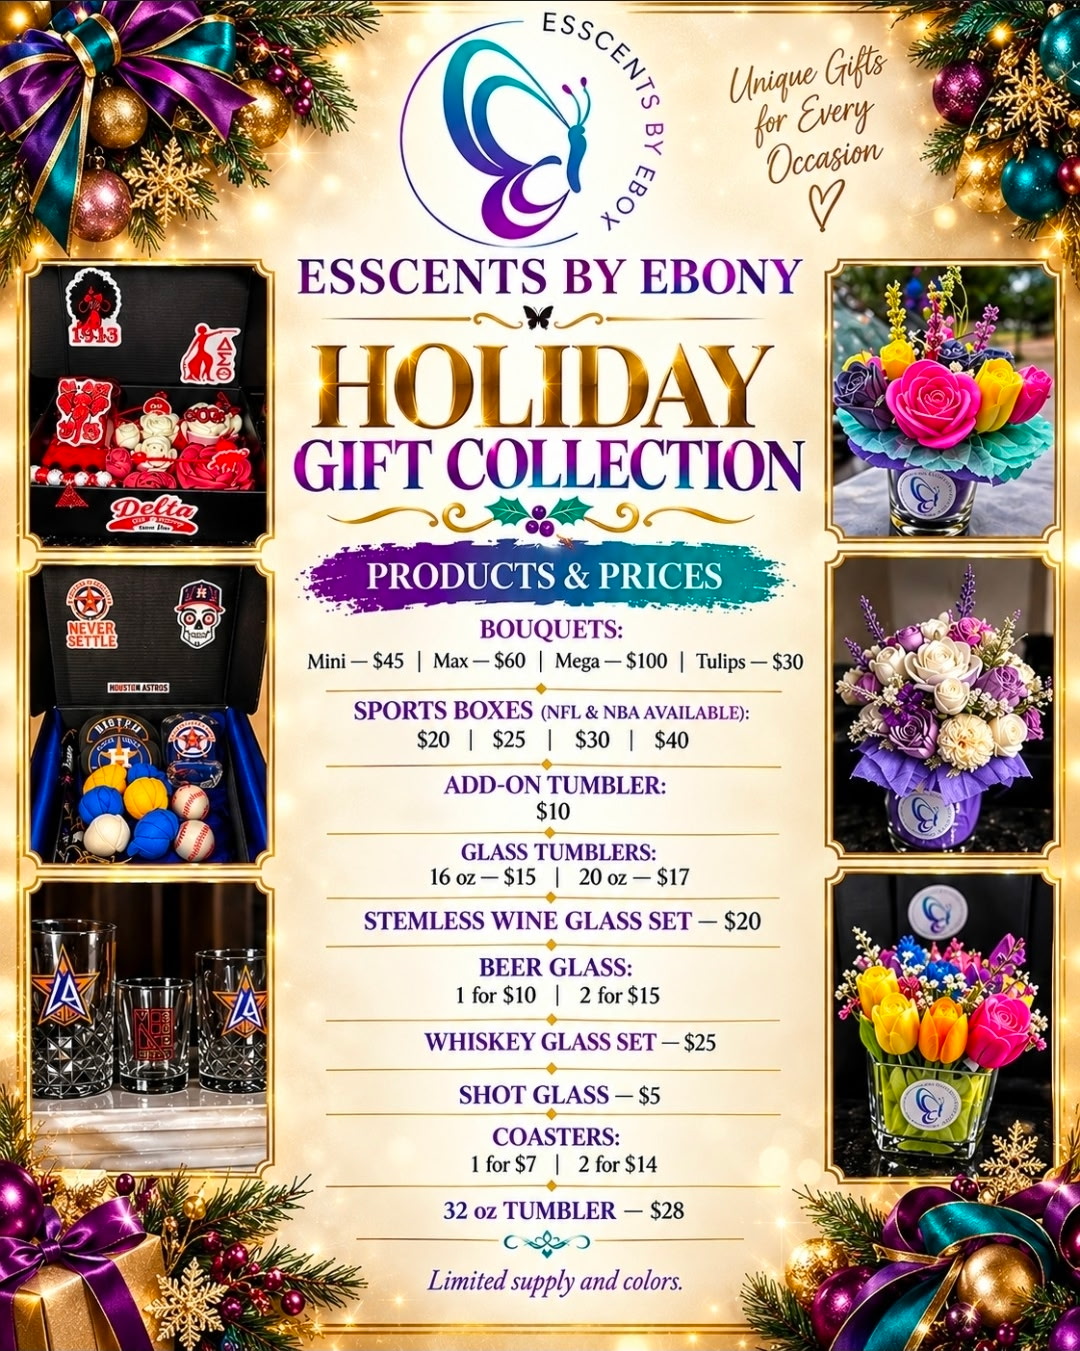 ESSCENTS BY EBOX
Unique Gifts
for Every
Occasion
ESSCENTS BY EBONY
HOLIDAY
GIFT COLLECTION
PRODUCTS & PRICES
BOUQUETS:
Mini — $45 | Max — $60 | Mega — $100 | Tulips — $30
SPORTS BOXES (NFL & NBA AVAILABLE):
$20 | $25 | $30 | $40
ADD-ON TUMBLER:
$10
GLASS TUMBLERS:
16 oz — $15 | 20 oz — $17
STEMLESS WINE GLASS SET — $20
BEER GLASS:
1 for $10 | 2 for $15
WHISKEY GLASS SET — $25
SHOT GLASS — $5
COASTERS:
1 for $7 | 2 for $14
32 oz TUMBLER — $28
Limited supply and colors.
1913
ΔΣΘ
Delta
NEVER
SETTLE
HOUSTON ASTROS
H